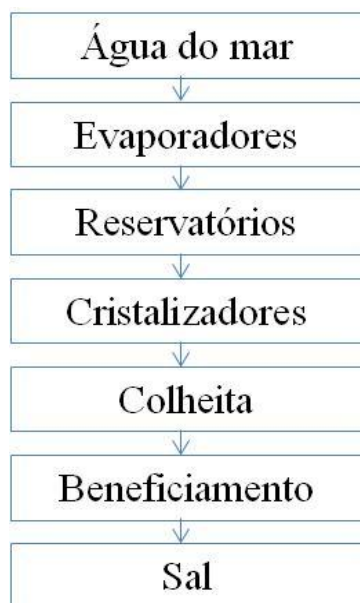 Água do mar
Evaporadores
Reservatórios
Cristalizadores
Colheita
Beneficiamento
Sal